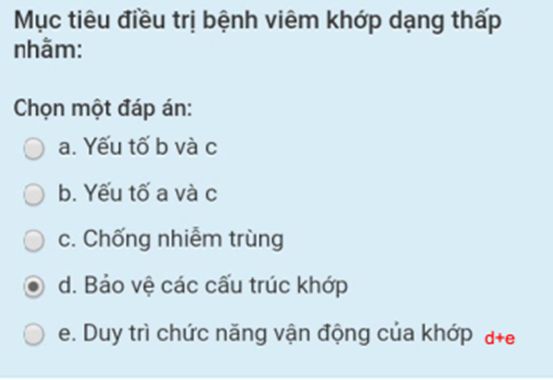 Mục tiêu điều trị bệnh viêm khớp dạng thấp
nhằm:
Chọn một đáp án:
a. Yếu tố b và c
b. Yếu tố a và c
c. Chống nhiễm trùng
d. Bảo vệ các cấu trúc khớp
e. Duy trì chức năng vận động của khớp d+e